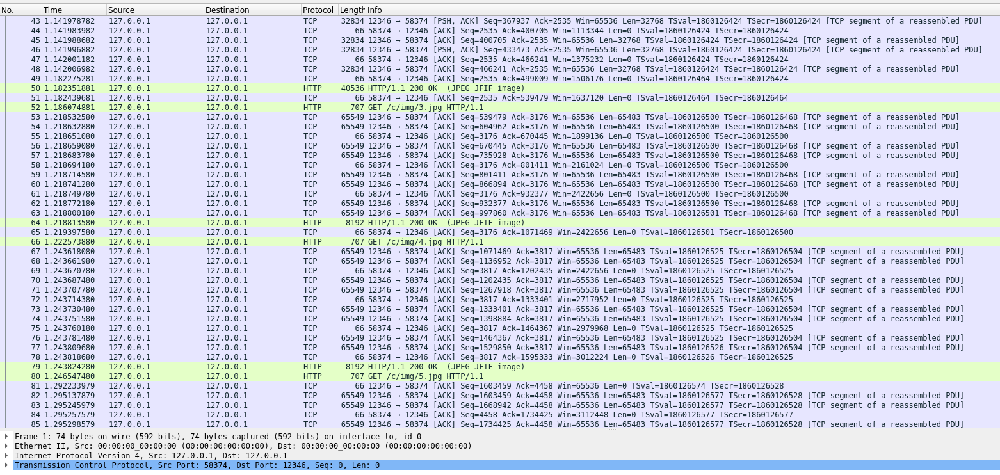 No. Time Source Destination Protocol Length Info
43 1.141978782 127.0.0.1 127.0.0.1 TCP 32834 12346 → 58374 [PSH, ACK] Seq=367937 Ack=2535 Win=65536 Len=32768 TSval=1860126424 TSecr=1860126424 [TCP segment of a reassembled PDU]
44 1.141983982 127.0.0.1 127.0.0.1 TCP 66 58374 → 12346 [ACK] Seq=2535 Ack=400705 Win=1113344 Len=0 TSval=1860126424 TSecr=1860126424
45 1.141988682 127.0.0.1 127.0.0.1 TCP 32834 12346 → 58374 [ACK] Seq=400705 Ack=2535 Win=65536 Len=32768 TSval=1860126424 TSecr=1860126424 [TCP segment of a reassembled PDU]
46 1.141996882 127.0.0.1 127.0.0.1 TCP 32834 12346 → 58374 [PSH, ACK] Seq=433473 Ack=2535 Win=65536 Len=32768 TSval=1860126424 TSecr=1860126424 [TCP segment of a reassembled PDU]
47 1.142001182 127.0.0.1 127.0.0.1 TCP 66 58374 → 12346 [ACK] Seq=2535 Ack=466241 Win=1375232 Len=0 TSval=1860126424 TSecr=1860126424
48 1.142006982 127.0.0.1 127.0.0.1 TCP 32834 12346 → 58374 [ACK] Seq=466241 Ack=2535 Win=65536 Len=32768 TSval=1860126424 TSecr=1860126424 [TCP segment of a reassembled PDU]
49 1.182275281 127.0.0.1 127.0.0.1 TCP 66 58374 → 12346 [ACK] Seq=2535 Ack=499009 Win=1506176 Len=0 TSval=1860126464 TSecr=1860126424
50 1.182351881 127.0.0.1 127.0.0.1 HTTP 40536 HTTP/1.1 200 OK (JPEG JFIF image)
51 1.182439681 127.0.0.1 127.0.0.1 TCP 66 58374 → 12346 [ACK] Seq=2535 Ack=539479 Win=1637120 Len=0 TSval=1860126464 TSecr=1860126464
52 1.186074881 127.0.0.1 127.0.0.1 HTTP 707 GET /c/img/3.jpg HTTP/1.1
53 1.218532580 127.0.0.1 127.0.0.1 TCP 65549 12346 → 58374 [ACK] Seq=539479 Ack=3176 Win=65536 Len=65483 TSval=1860126500 TSecr=1860126468 [TCP segment of a reassembled PDU]
54 1.218632880 127.0.0.1 127.0.0.1 TCP 65549 12346 → 58374 [ACK] Seq=604962 Ack=3176 Win=65536 Len=65483 TSval=1860126500 TSecr=1860126468 [TCP segment of a reassembled PDU]
55 1.218651080 127.0.0.1 127.0.0.1 TCP 66 58374 → 12346 [ACK] Seq=3176 Ack=670445 Win=1899136 Len=0 TSval=1860126500 TSecr=1860126500
56 1.218659080 127.0.0.1 127.0.0.1 TCP 65549 12346 → 58374 [ACK] Seq=670445 Ack=3176 Win=65536 Len=65483 TSval=1860126500 TSecr=1860126468 [TCP segment of a reassembled PDU]
57 1.218683780 127.0.0.1 127.0.0.1 TCP 65549 12346 → 58374 [ACK] Seq=735928 Ack=3176 Win=65536 Len=65483 TSval=1860126500 TSecr=1860126468 [TCP segment of a reassembled PDU]
58 1.218694180 127.0.0.1 127.0.0.1 TCP 66 58374 → 12346 [ACK] Seq=3176 Ack=801411 Win=2161024 Len=0 TSval=1860126500 TSecr=1860126500
59 1.218714580 127.0.0.1 127.0.0.1 TCP 65549 12346 → 58374 [ACK] Seq=801411 Ack=3176 Win=65536 Len=65483 TSval=1860126500 TSecr=1860126468 [TCP segment of a reassembled PDU]
60 1.218741280 127.0.0.1 127.0.0.1 TCP 65549 12346 → 58374 [ACK] Seq=866894 Ack=3176 Win=65536 Len=65483 TSval=1860126500 TSecr=1860126468 [TCP segment of a reassembled PDU]
61 1.218749780 127.0.0.1 127.0.0.1 TCP 66 58374 → 12346 [ACK] Seq=3176 Ack=932377 Win=2422656 Len=0 TSval=1860126500 TSecr=1860126500
62 1.218772180 127.0.0.1 127.0.0.1 TCP 65549 12346 → 58374 [ACK] Seq=932377 Ack=3176 Win=65536 Len=65483 TSval=1860126500 TSecr=1860126468 [TCP segment of a reassembled PDU]
63 1.218800180 127.0.0.1 127.0.0.1 TCP 65549 12346 → 58374 [ACK] Seq=997860 Ack=3176 Win=65536 Len=65483 TSval=1860126501 TSecr=1860126468 [TCP segment of a reassembled PDU]
64 1.218813580 127.0.0.1 127.0.0.1 HTTP 8192 HTTP/1.1 200 OK (JPEG JFIF image)
65 1.219397580 127.0.0.1 127.0.0.1 TCP 66 58374 → 12346 [ACK] Seq=3176 Ack=1071469 Win=2422656 Len=0 TSval=1860126501 TSecr=1860126500
66 1.222573880 127.0.0.1 127.0.0.1 HTTP 707 GET /c/img/4.jpg HTTP/1.1
67 1.243618080 127.0.0.1 127.0.0.1 TCP 65549 12346 → 58374 [ACK] Seq=1071469 Ack=3817 Win=65536 Len=65483 TSval=1860126525 TSecr=1860126504 [TCP segment of a reassembled PDU]
68 1.243661980 127.0.0.1 127.0.0.1 TCP 65549 12346 → 58374 [ACK] Seq=1136952 Ack=3817 Win=65536 Len=65483 TSval=1860126525 TSecr=1860126504 [TCP segment of a reassembled PDU]
69 1.243670780 127.0.0.1 127.0.0.1 TCP 66 58374 → 12346 [ACK] Seq=3817 Ack=1202435 Win=2422656 Len=0 TSval=1860126525 TSecr=1860126525
70 1.243687480 127.0.0.1 127.0.0.1 TCP 65549 12346 → 58374 [ACK] Seq=1202435 Ack=3817 Win=65536 Len=65483 TSval=1860126525 TSecr=1860126504 [TCP segment of a reassembled PDU]
71 1.243707780 127.0.0.1 127.0.0.1 TCP 65549 12346 → 58374 [ACK] Seq=1267918 Ack=3817 Win=65536 Len=65483 TSval=1860126525 TSecr=1860126504 [TCP segment of a reassembled PDU]
72 1.243714380 127.0.0.1 127.0.0.1 TCP 66 58374 → 12346 [ACK] Seq=3817 Ack=1333401 Win=2717952 Len=0 TSval=1860126525 TSecr=1860126525
73 1.243730480 127.0.0.1 127.0.0.1 TCP 65549 12346 → 58374 [ACK] Seq=1333401 Ack=3817 Win=65536 Len=65483 TSval=1860126525 TSecr=1860126504 [TCP segment of a reassembled PDU]
74 1.243751580 127.0.0.1 127.0.0.1 TCP 65549 12346 → 58374 [ACK] Seq=1398884 Ack=3817 Win=65536 Len=65483 TSval=1860126525 TSecr=1860126504 [TCP segment of a reassembled PDU]
75 1.243760180 127.0.0.1 127.0.0.1 TCP 66 58374 → 12346 [ACK] Seq=3817 Ack=1464367 Win=2979968 Len=0 TSval=1860126525 TSecr=1860126525
76 1.243781480 127.0.0.1 127.0.0.1 TCP 65549 12346 → 58374 [ACK] Seq=1464367 Ack=3817 Win=65536 Len=65483 TSval=1860126525 TSecr=1860126504 [TCP segment of a reassembled PDU]
77 1.243809680 127.0.0.1 127.0.0.1 TCP 65549 12346 → 58374 [ACK] Seq=1529850 Ack=3817 Win=65536 Len=65483 TSval=1860126526 TSecr=1860126504 [TCP segment of a reassembled PDU]
78 1.243818680 127.0.0.1 127.0.0.1 TCP 66 58374 → 12346 [ACK] Seq=3817 Ack=1595333 Win=3012224 Len=0 TSval=1860126526 TSecr=1860126525
79 1.243824280 127.0.0.1 127.0.0.1 HTTP 8192 HTTP/1.1 200 OK (JPEG JFIF image)
80 1.246547480 127.0.0.1 127.0.0.1 HTTP 707 GET /c/img/5.jpg HTTP/1.1
81 1.292233979 127.0.0.1 127.0.0.1 TCP 66 12346 → 58374 [ACK] Seq=1603459 Ack=4458 Win=65536 Len=0 TSval=1860126574 TSecr=1860126528
82 1.295137879 127.0.0.1 127.0.0.1 TCP 65549 12346 → 58374 [ACK] Seq=1603459 Ack=4458 Win=65536 Len=65483 TSval=1860126577 TSecr=1860126528 [TCP segment of a reassembled PDU]
83 1.295245979 127.0.0.1 127.0.0.1 TCP 65549 12346 → 58374 [ACK] Seq=1668942 Ack=4458 Win=65536 Len=65483 TSval=1860126577 TSecr=1860126528 [TCP segment of a reassembled PDU]
84 1.295257579 127.0.0.1 127.0.0.1 TCP 66 58374 → 12346 [ACK] Seq=4458 Ack=1734425 Win=3112448 Len=0 TSval=1860126577 TSecr=1860126577
85 1.295298579 127.0.0.1 127.0.0.1 TCP 65549 12346 → 58374 [ACK] Seq=1734425 Ack=4458 Win=65536 Len=65483 TSval=1860126577 TSecr=1860126528 [TCP segment of a reassembled PDU]
Frame 1: 74 bytes on wire (592 bits), 74 bytes captured (592 bits) on interface lo, id 0
Ethernet II, Src: 00:00:00_00:00:00 (00:00:00:00:00:00), Dst: 00:00:00_00:00:00 (00:00:00:00:00:00)
Internet Protocol Version 4, Src: 127.0.0.1, Dst: 127.0.0.1
Transmission Control Protocol, Src Port: 58374, Dst Port: 12346, Seq: 0, Len: 0